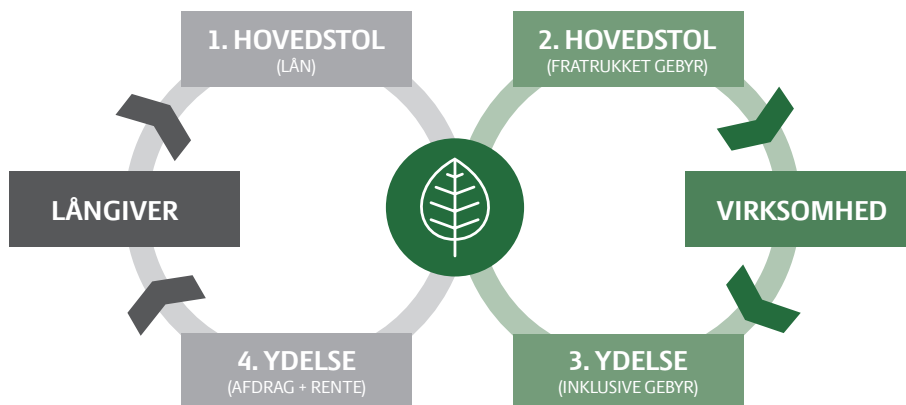 1. HOVEDSTOL
(LÅN)
2. HOVEDSTOL
(FRATRUKKET GEBYR)
LÅNGIVER
VIRKSOMHED
4. YDELSE
(AFDRAG + RENTE)
3. YDELSE
(INKLUSIVE GEBYR)